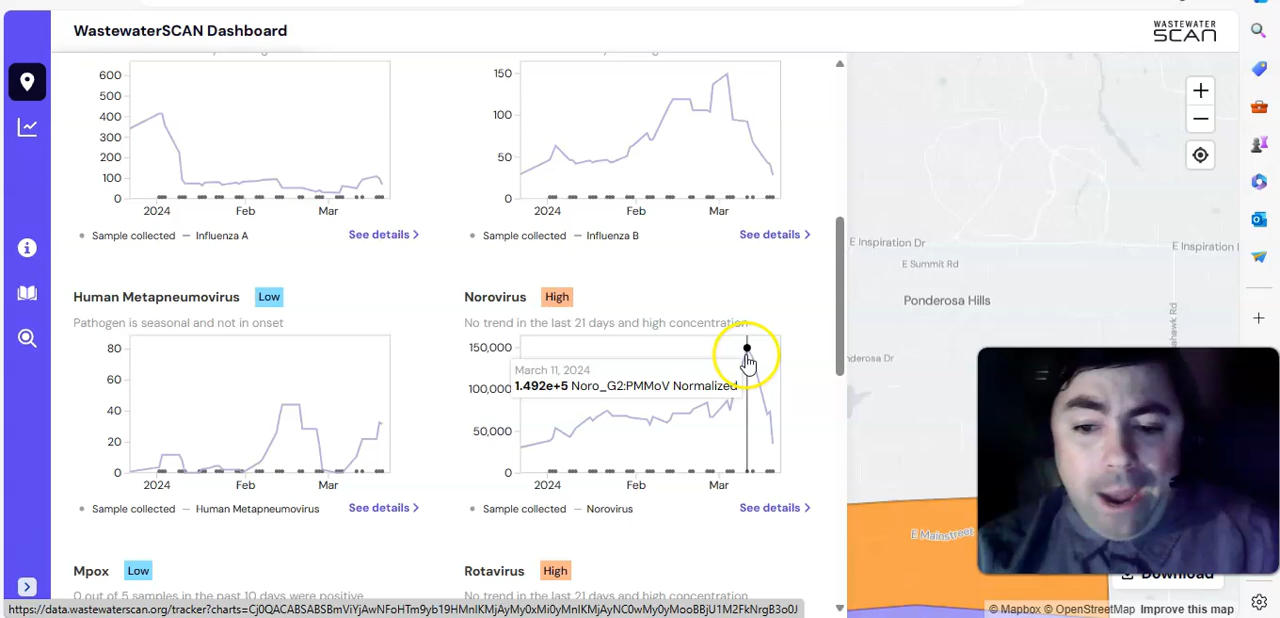 WastewaterSCAN Dashboard
WASTEWATER
SCAN
600
500
400
300
200
100
0
2024 Feb Mar
Sample collected Influenza A
See details >
150
100
50
0
2024 Feb Mar
Sample collected Influenza B
See details >
Human Metapneumovirus Low
Pathogen is seasonal and not in onset
80
60
40
20
0
2024 Feb Mar
Sample collected Human Metapneumovirus
See details >
Norovirus High
No trend in the last 21 days and high concentration
150,000
100,000
50,000
0
March 11, 2024
1.492e+5 Noro_G2:PMMoV Normalized
2024 Feb Mar
Sample collected Norovirus
See details >
Mpox Low
0 out of 5 samples in the past 10 days were positive
Rotavirus High
No trend in the last 21 days and high concentration
E Inspiration Dr
E Inspiration
E Summit Rd
Ponderosa Hills
nderosa Dr
E Mainstreet
Download
© Mapbox © OpenStreetMap Improve this map